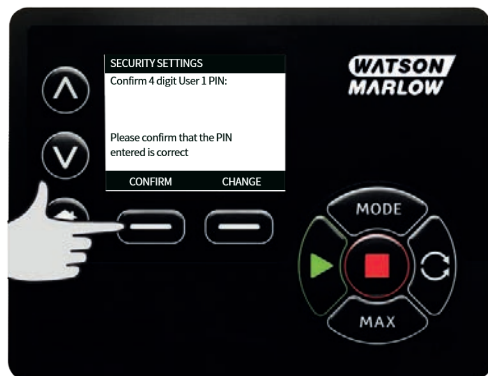 SECURITY SETTINGS
Confirm 4 digit User 1 PIN:
Please confirm that the PIN
entered is correct
CONFIRM CHANGE
WATSON
MARLOW
MODE
MAX